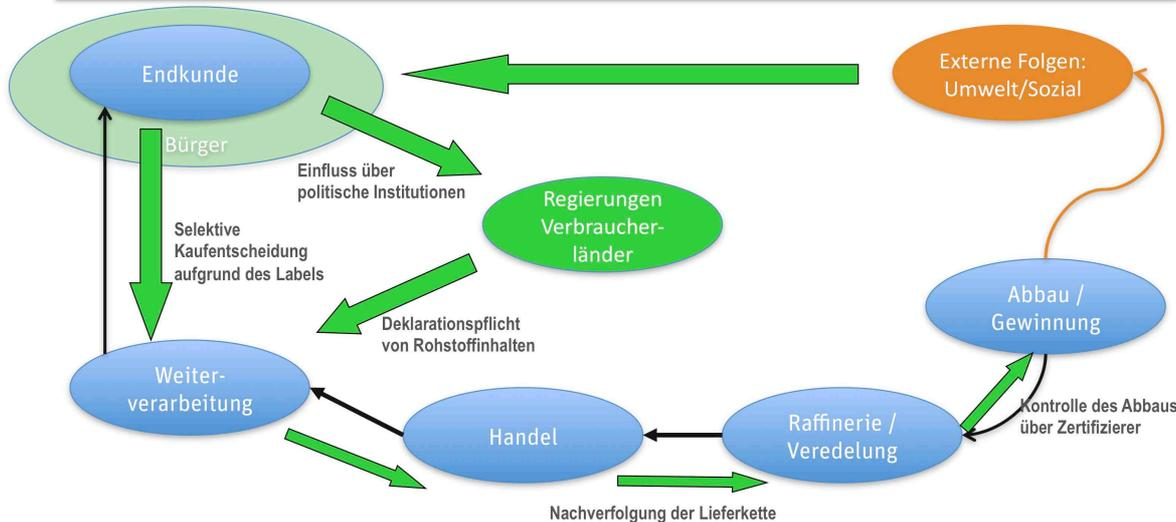 Endkunde
Bürger
Externe Folgen:
Umwelt/Sozial
Einfluss über
politische Institutionen
Regierungen
Verbraucher-
länder
Selektive
Kaufentscheidung
aufgrund des Labels
Deklarationspflicht
von Rohstoffinhalten
Abbau /
Gewinnung
Weiter-
verarbeitung
Handel
Raffinerie /
Veredelung
Kontrolle des Abbaus
über Zertifizierer
Nachverfolgung der Lieferkette